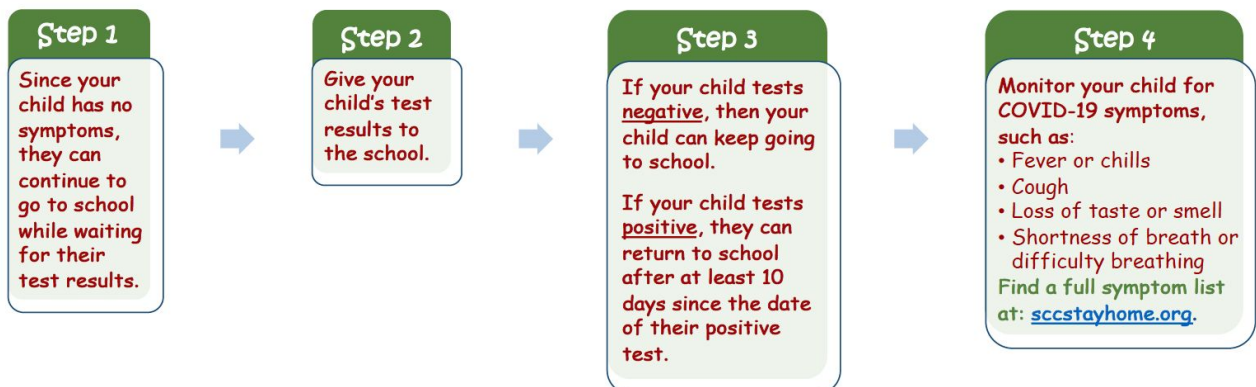 Step 1
Since your
child has no
symptoms,
they can
continue to
go to school
while waiting
for their
test results.
Step 2
Give your
child's test
results to
the school.
Step 3
If your child tests
negative, then your
child can keep going
to school.
If your child tests
positive, they can
return to school
after at least 10
days since the date
of their positive
test.
Step 4
Monitor your child for
COVID-19 symptoms,
such as:
• Fever or chills
• Cough
• Loss of taste or smell
• Shortness of breath or
difficulty breathing
Find a full symptom list
at: sccstayhome.org.